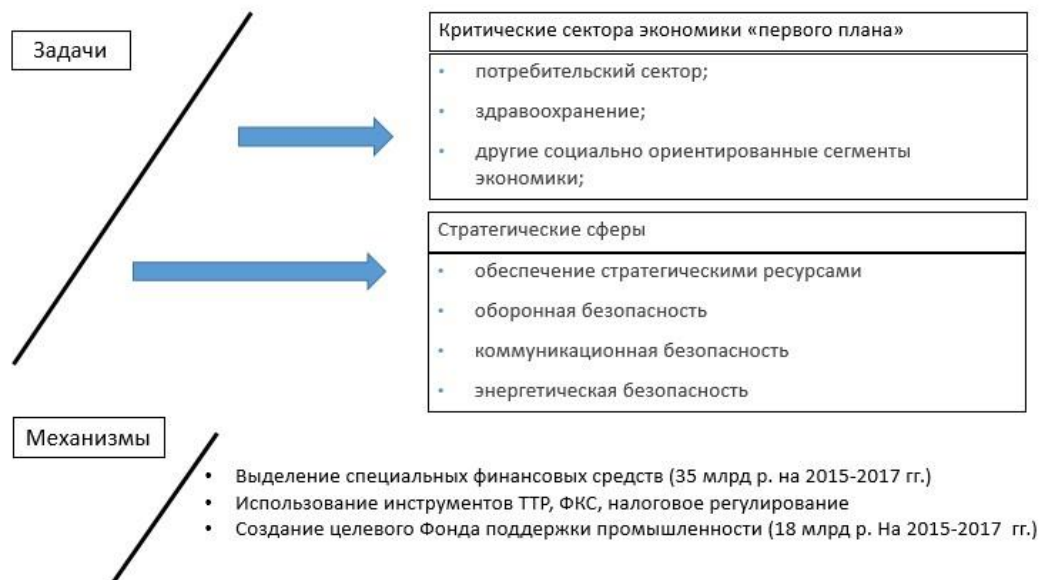 Задачи
Критические сектора экономики «первого плана»
• потребительский сектор;
• здравоохранение;
• другие социально ориентированные сегменты
экономики;
Стратегические сферы
• обеспечение стратегическими ресурсами
• оборонная безопасность
• коммуникационная безопасность
• энергетическая безопасность
Механизмы
• Выделение специальных финансовых средств (35 млрд р. на 2015-2017 гг.)
• Использование инструментов ТТР, ФКС, налоговое регулирование
• Создание целевого Фонда поддержки промышленности (18 млрд р. На 2015-2017 гг.)